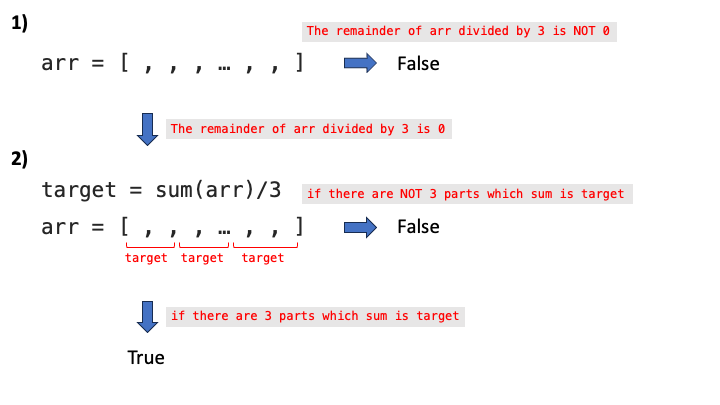 1)
The remainder of arr divided by 3 is NOT 0
arr = [ , , , … , , ]
False
The remainder of arr divided by 3 is 0
2)
target = sum(arr)/3
if there are NOT 3 parts which sum is target
arr = [ , , , … , , ]
False
target target target
if there are 3 parts which sum is target
True